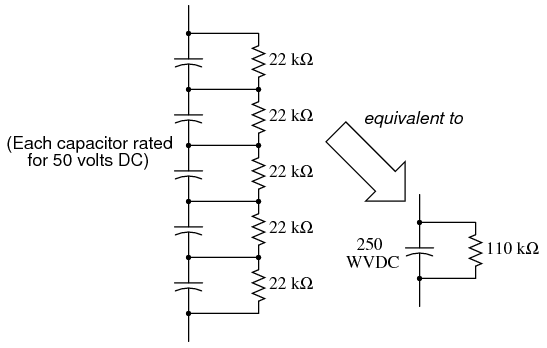 22 kΩ
22 kΩ
equivalent to
(Each capacitor rated
for 50 volts DC)
22 kΩ
22 kΩ
250
WVDC
110 kΩ
22 kΩ